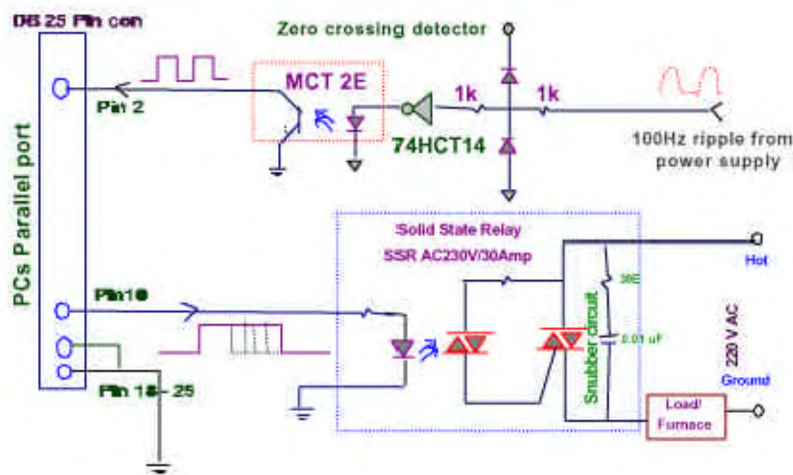 DB 25 Pin con
Zero crossing detector
MCT 2E
1k
1k
Pin 2
74HCT14
100Hz ripple from
power supply
PCs Parallel port
Solid State Relay
SSR AC230V/30Amp
Hot
Pin10
Snubber circuit
0.01 uF
220 V AC
Ground
Pin 18-25
Load/
Furnace